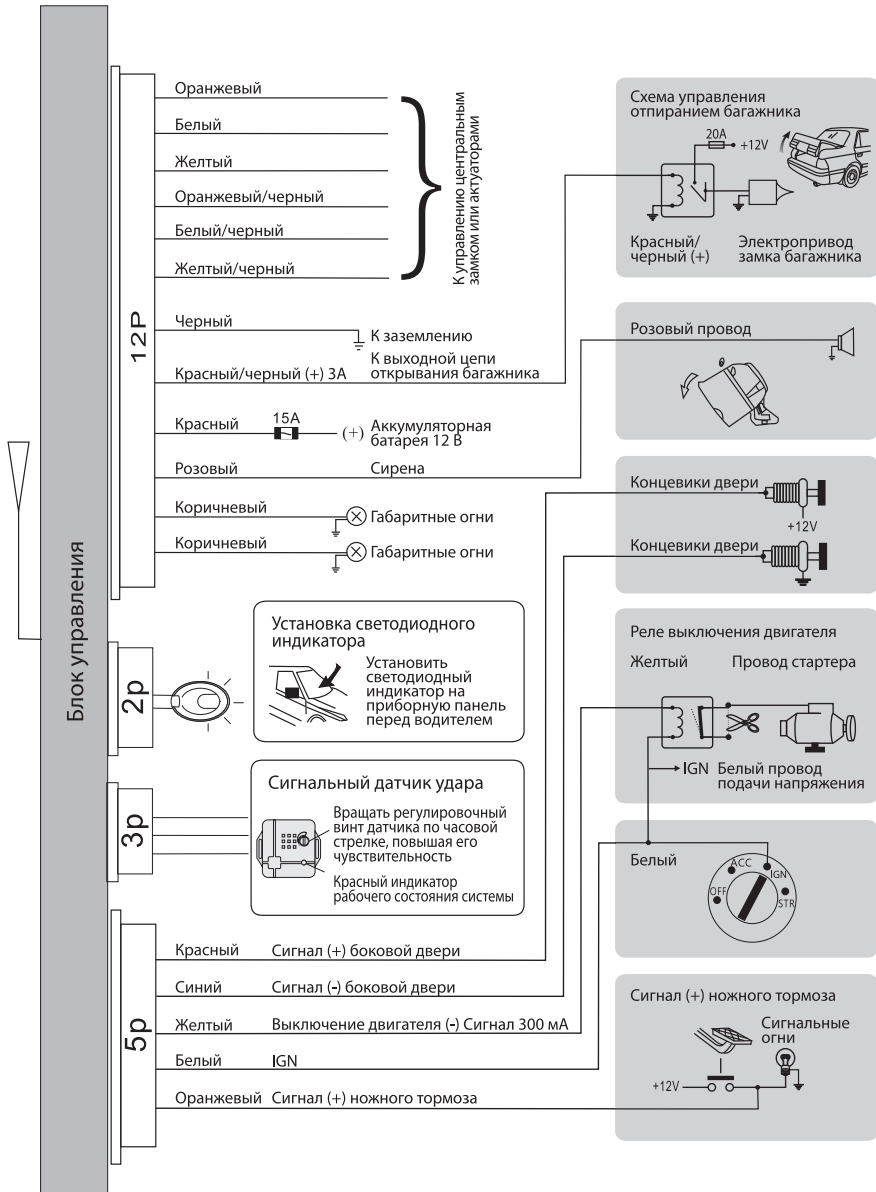 Блок управления
12P
Оранжевый
Белый
Желтый
Оранжевый/черный
Белый/черный
Желтый/черный
К управлению центральным
замком или актуаторами
Черный
К заземлению
Красный/черный (+) 3А
К выходной цепи
открывания багажника
Красный
15A
(+)
Аккумуляторная
батарея 12 В
Розовый
Сирена
Коричневый
Габаритные огни
Коричневый
Габаритные огни
2p
Установка светодиодного
индикатора
Установить
светодиодный
индикатор на
приборную панель
перед водителем
3p
Сигнальный датчик удара
Вращать регулировочный
винт датчика по часовой
стрелке, повышая его
чувствительность
Красный индикатор
рабочего состояния системы
5p
Красный
Сигнал (+) боковой двери
Синий
Сигнал (-) боковой двери
Желтый
Выключение двигателя (-) Сигнал 300 мА
Белый
IGN
Оранжевый
Сигнал (+) ножного тормоза
Схема управления
отпиранием багажника
20A
+12V
Красный/
черный (+)
Электропривод
замка багажника
Розовый провод
Концевики двери
+12V
Концевики двери
Реле выключения двигателя
Желтый
Провод стартера
IGN
Белый провод
подачи напряжения
Белый
OFF
ACC
IGN
STR
Сигнал (+) ножного тормоза
Сигнальные
огни
+12V